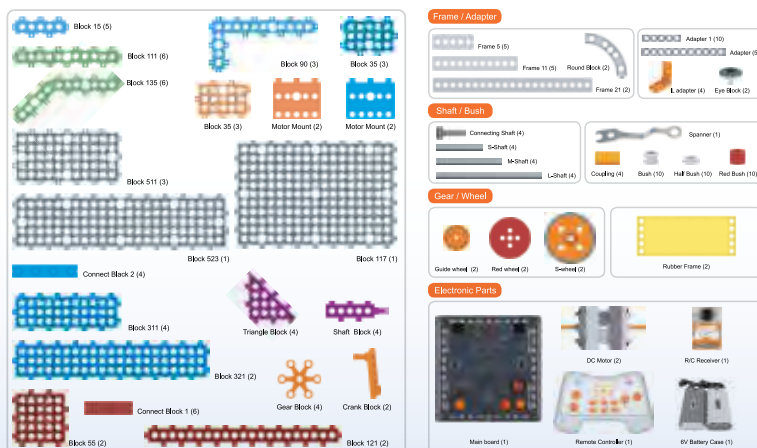 Block 15 (5)
Block 111 (6)
Block 135 (6)
Block 90 (3)
Block 35 (3)
Block 35 (3)
Motor Mount (2)
Motor Mount (2)
Block 511 (3)
Block 523 (1)
Block 117 (1)
Connect Black 2 (4)
Block 311 (4)
Triangle Block (4)
Shaft Block (4)
Block 321 (2)
Gear Block (4)
Crank Block (2)
Connect Block 1 (6)
Block 55 (2)
Block 121 (2)
Frame / Adapter
Frame 5 (5)
Frame 11 (5)
Round Block (2)
Frame 21 (2)
Adapter 1 (10)
Adapter (5
L adapter (4)
Eye Block (2)
Shaft / Bush
Connecting Shaft (4)
S-Shaft (4)
M-Shaft (4)
L-Shaft (4)
Spanner (1)
Coupling (4)
Bush (10)
Half Bush (10)
Red Bush (10)
Gear / Wheel
Guide wheel (2)
Red wheel (2)
S-wheel (2)
Rubber Frame (2)
Electronic Parts
Main board (1)
DC Motor (2)
R/C Receiver (1)
Remote Controller (1)
6V Battery Case (1)